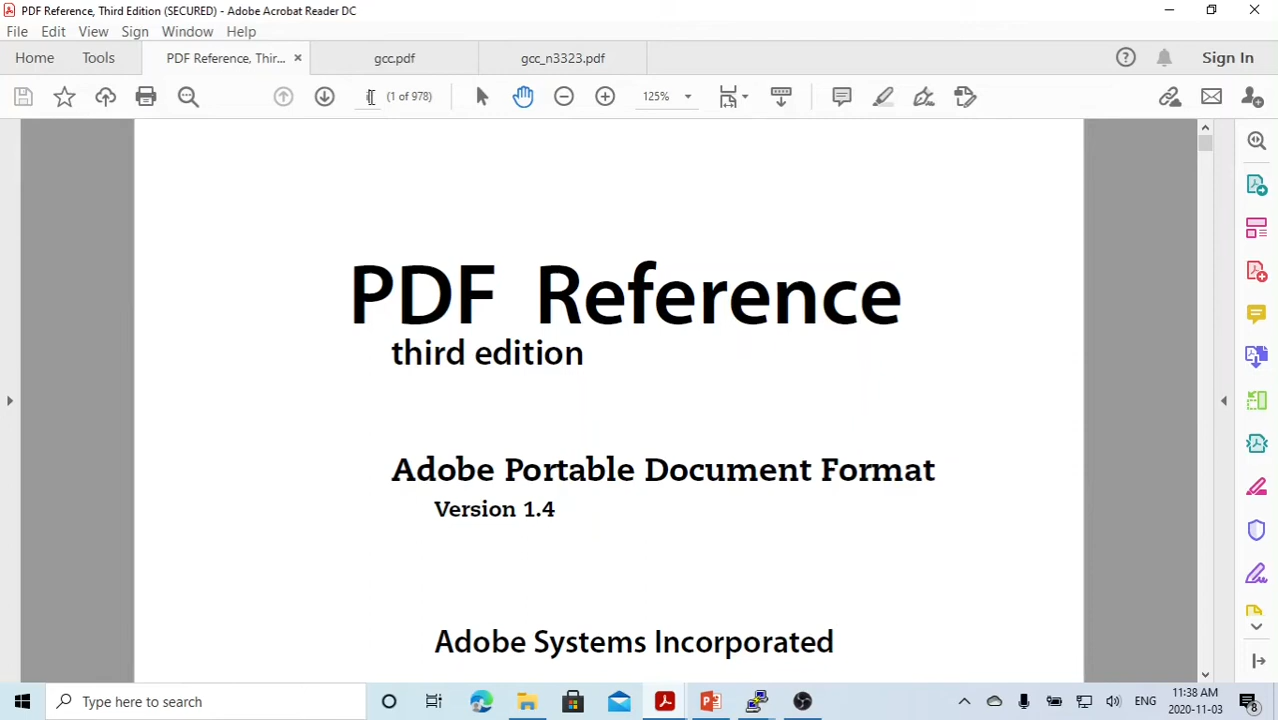 PDF Reference, Third Edition (SECURED) - Adobe Acrobat Reader DC
File Edit View Sign Window Help
Home Tools PDF Reference, Thir... gcc.pdf gcc_n3323.pdf Sign In
(1 of 978) 125%
PDF Reference
third edition
Adobe Portable Document Format
Version 1.4
Adobe Systems Incorporated
Type here to search
ENG
11:38 AM
2020-11-03
8